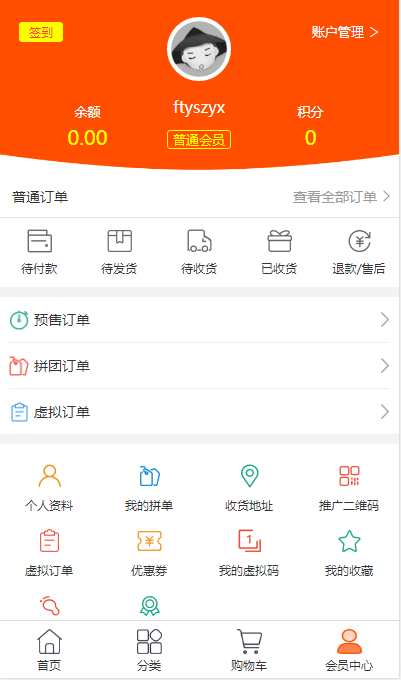 签到
账户管理
ftyszyx
余额
积分
0.00
普通会员
0
普通订单
查看全部订单
待付款
待发货
待收货
已收货
退款/售后
预售订单
拼团订单
虚拟订单
个人资料
我的拼单
收货地址
推广二维码
虚拟订单
优惠券
我的虚拟码
我的收藏
首页
分类
购物车
会员中心